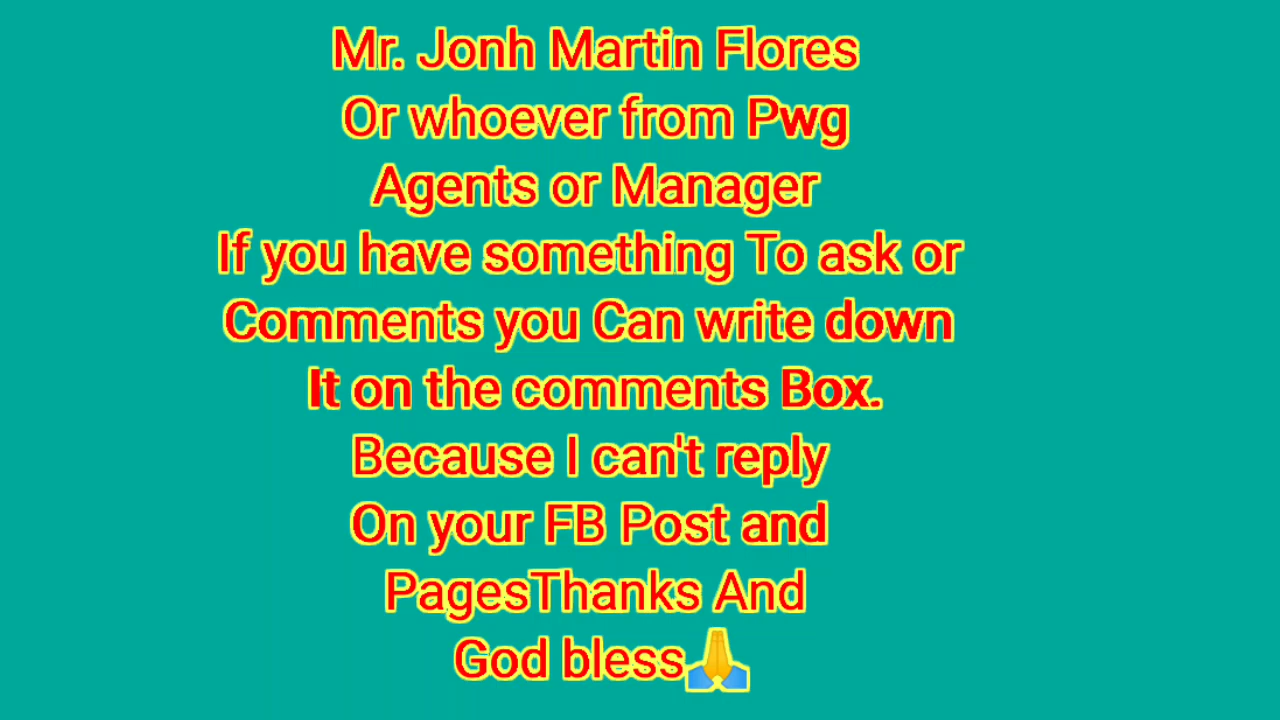 Mr. Jonh Martin Flores
Or whoever from Pwg
Agents or Manager
If you have something To ask or
Comments you Can write down
It on the comments Box.
Because I can't reply
On your FB Post and
PagesThanks And
God bless🙏